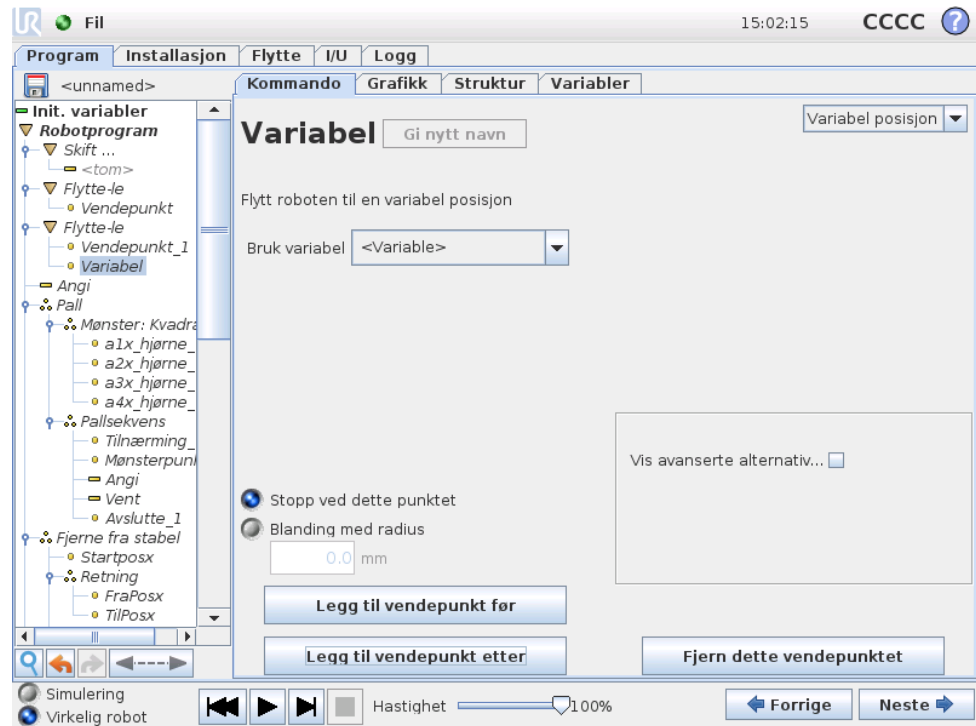 UR Fil 15:02:15 CCCC ?
Program Installasjon Flytte I/U Logg
<unnamed>
Kommando Grafikk Struktur Variabler
Init. variabler
Robotprogram
Skift ...
<tom>
Flytte-le
Vendepunkt
Flytte-le
Vendepunkt_1
Variabel
Angi
Pall
Mønster: Kvadra
a1x_hjørne_
a2x_hjørne_
a3x_hjørne_
a4x_hjørne_
Pallsekvens
Tilnærming_
Mønsterpun
Angi
Vent
Avslutte_1
Fjerne fra stabel
Startposx
Retning
FraPosx
TilPosx
Variabel posisjon
Variabel Gi nytt navn
Flytt roboten til en variabel posisjon
Bruk variabel <Variable>
Vis avanserte alternativ...
Stopp ved dette punktet
Blanding med radius
0.0 mm
Legg til vendepunkt før
Legg til vendepunkt etter
Fjern dette vendepunktet
Simulering
Virkelig robot
Hastighet 100%
Forrige Neste